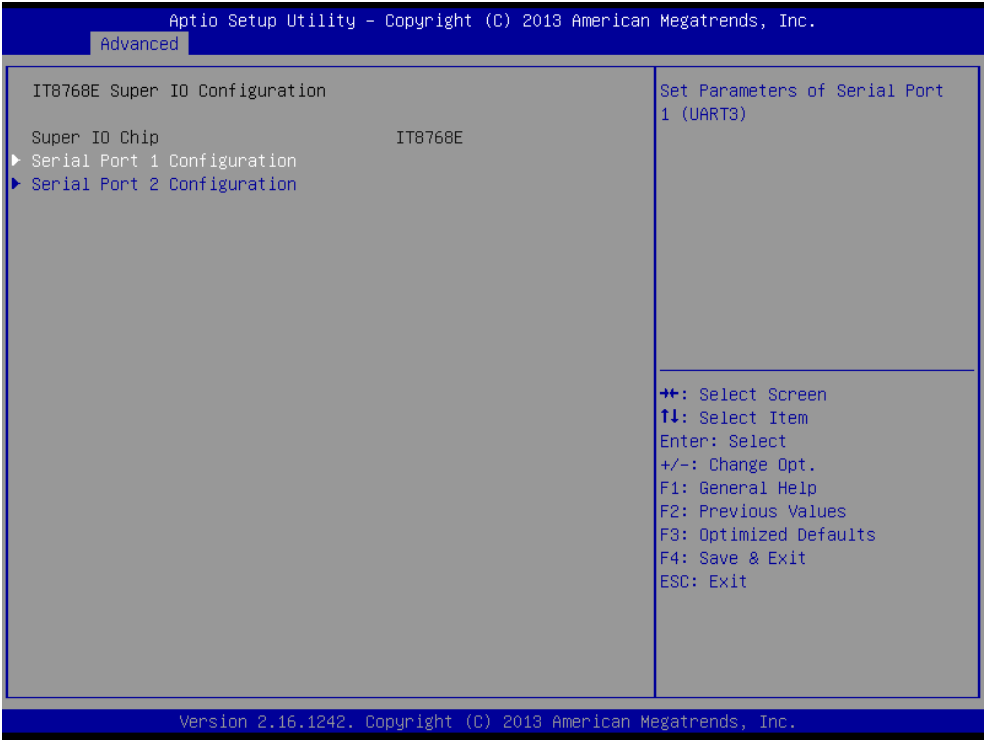 Aptio Setup Utility – Copyright (C) 2013 American Megatrends, Inc.
Advanced
IT8768E Super IO Configuration
Super IO Chip IT8768E
▶ Serial Port 1 Configuration
▶ Serial Port 2 Configuration
Set Parameters of Serial Port
1 (UART3)
→←: Select Screen
↑↓: Select Item
Enter: Select
+/-: Change Opt.
F1: General Help
F2: Previous Values
F3: Optimized Defaults
F4: Save & Exit
ESC: Exit
Version 2.16.1242. Copyright (C) 2013 American Megatrends, Inc.